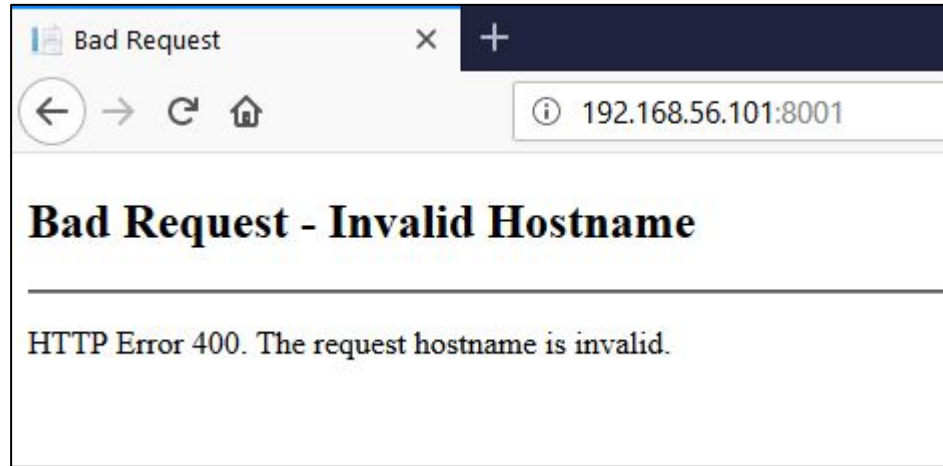 Bad Request
192.168.56.101:8001
Bad Request - Invalid Hostname
HTTP Error 400. The request hostname is invalid.